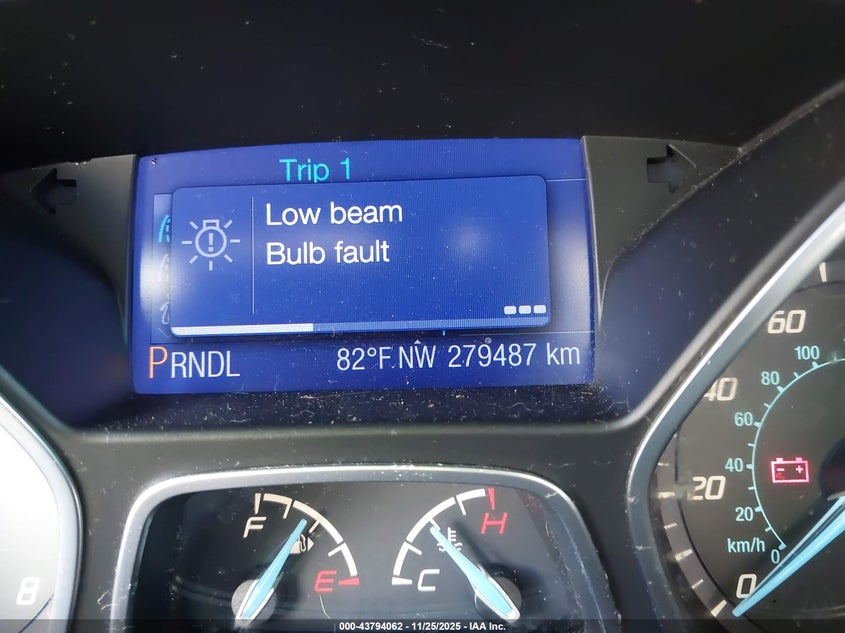 Trip 1
Low beam
Bulb fault
PRNDL 82°F NW 279487 km
F E
C H
8
60
40
20
0
100
80
60
40
20
0
km/h
000-43794062 - 11/25/2025 - IAA Inc.